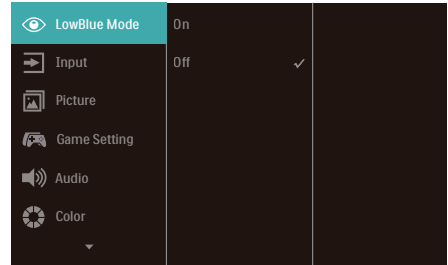 LowBlue Mode
On
Input
Off
Picture
Game Setting
Audio
Color